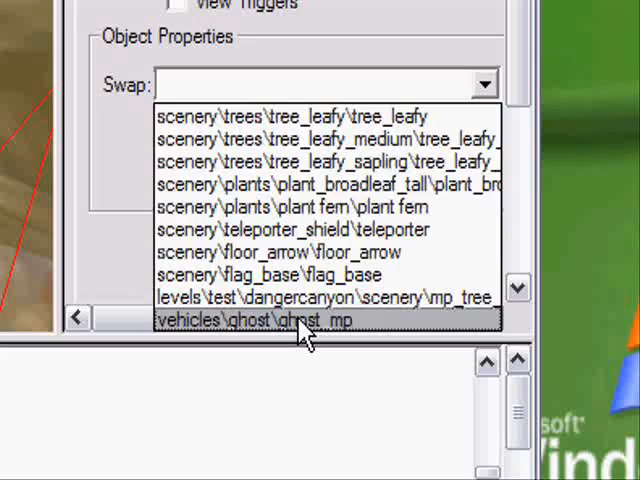 View Triggers
Object Properties
Swap:
scenery\trees\tree_leafy\tree_leafy
scenery\trees\tree_leafy_medium\tree_leafy_
scenery\trees\tree_leafy_sapling\tree_leafy_
scenery\plants\plant_broadleaf_tall\plant_bro
scenery\plants\plant fern\plant fern
scenery\teleporter_shield\teleporter
scenery\floor_arrow\floor_arrow
scenery\flag_base\flag_base
levels\test\dangercanyon\scenery\mp_tree_
vehicles\ghost\ghost_mp
soft
Windo